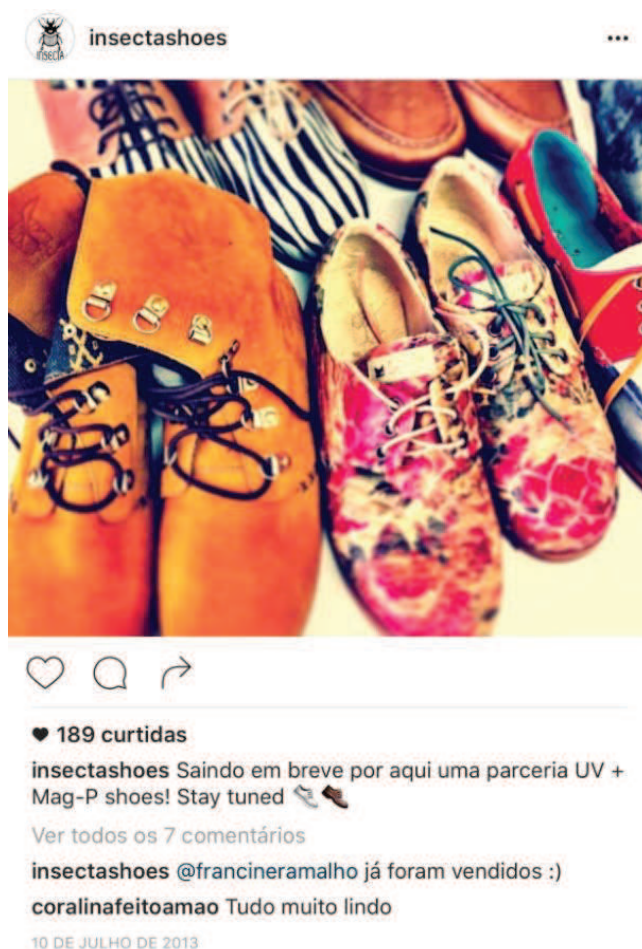 INSECTA
insectashoes
189 curtidas
insectashoes Saindo em breve por aqui uma parceria UV +
Mag-P shoes! Stay tuned
Ver todos os 7 comentários
insectashoes @francineramalho já foram vendidos :)
coralinafeitoamao Tudo muito lindo
10 DE JULHO DE 2013